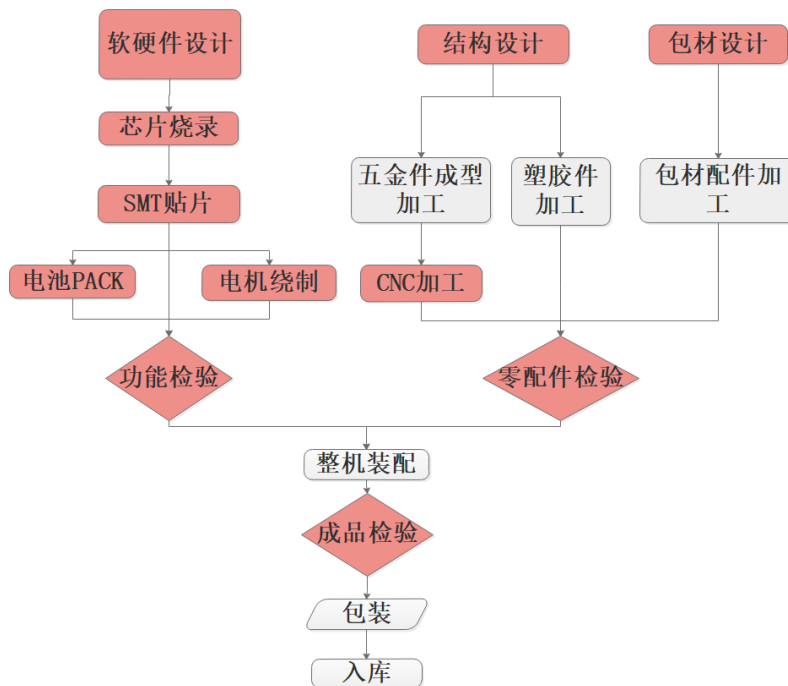 软硬件设计
结构设计
包材设计
芯片烧录
五金件成型
加工
塑胶件
加工
包材配件加
工
SMT贴片
电池PACK
电机绕制
CNC加工
功能检验
零配件检验
整机装配
成品检验
包装
入库